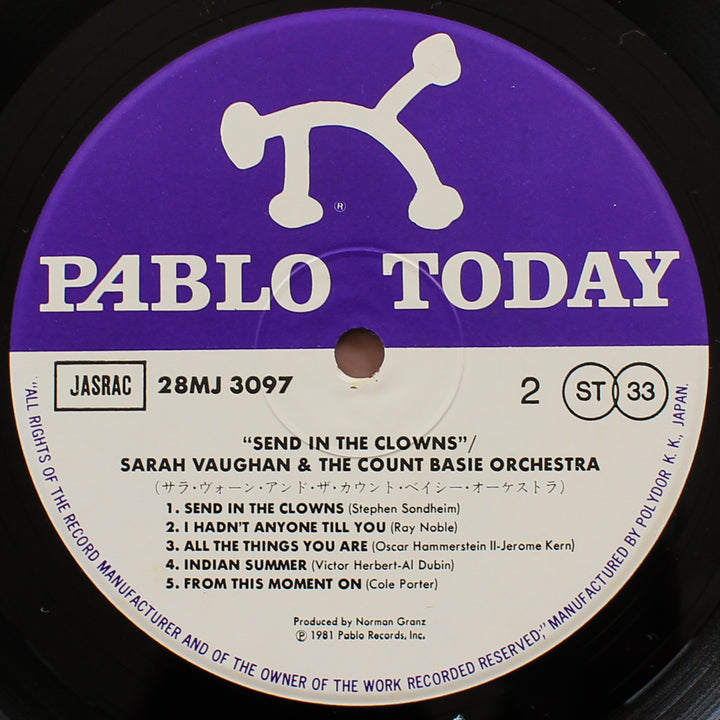 ®
PABLO TODAY
JASRAC 28MJ 3097 2 ST 33
“SEND IN THE CLOWNS”/
SARAH VAUGHAN & THE COUNT BASIE ORCHESTRA
(サラ・ヴォーン・アンド・ザ・カウント・ベイシー・オーケストラ)
1. SEND IN THE CLOWNS (Stephen Sondheim)
2. I HADN'T ANYONE TILL YOU (Ray Noble)
3. ALL THE THINGS YOU ARE (Oscar Hammerstein II-Jerome Kern)
4. INDIAN SUMMER (Victor Herbert-Al Dubin)
5. FROM THIS MOMENT ON (Cole Porter)
Produced by Norman Granz
℗ 1981 Pablo Records, Inc.
“ALL RIGHTS OF THE RECORD MANUFACTURER AND OF THE OWNER OF THE WORK RECORDED RESERVED,” MANUFACTURED BY POLYDOR K. K., JAPAN.